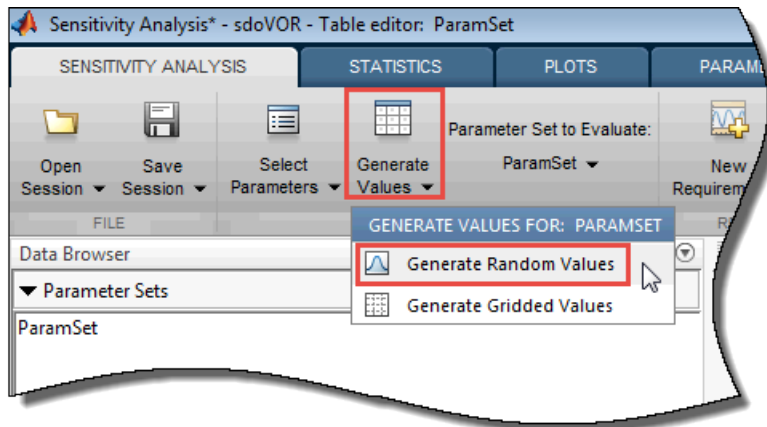 Sensitivity Analysis* - sdoVOR - Table editor: ParamSet
SENSITIVITY ANALYSIS STATISTICS PLOTS
Open Session
Save Session
Select Parameters
Generate Values
Parameter Set to Evaluate:
ParamSet
New
FILE
GENERATE VALUES FOR: PARAMSET
Generate Random Values
Generate Gridded Values
Data Browser
Parameter Sets
ParamSet